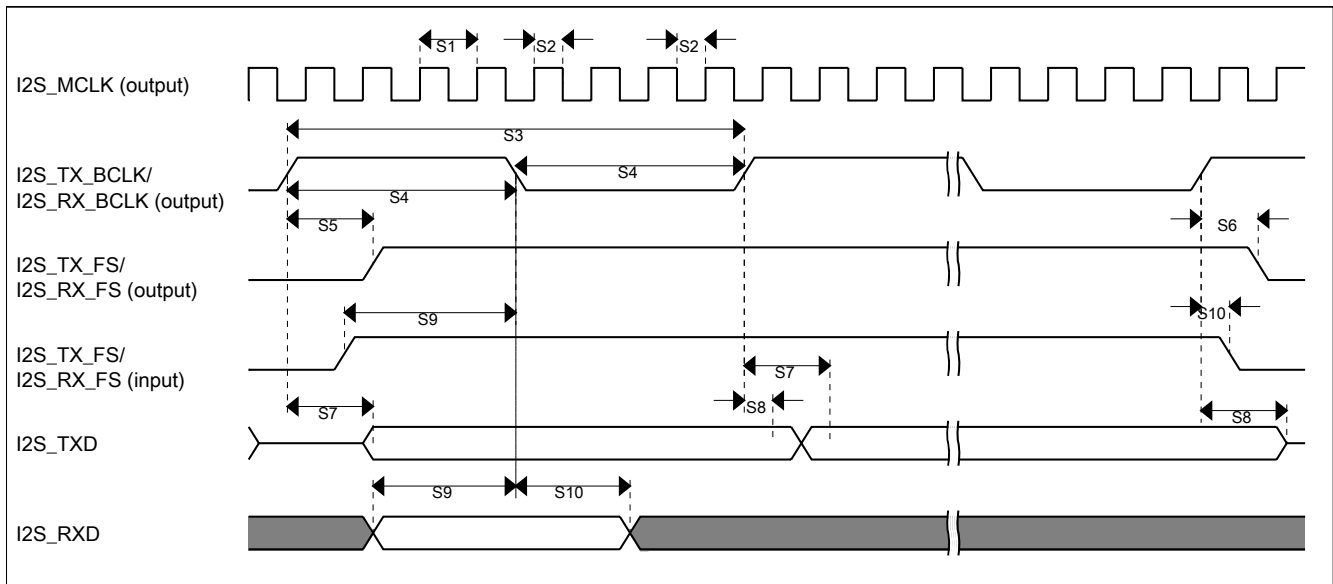 S1
S2
S2
I2S_MCLK (output)
S3
I2S_TX_BCLK/
I2S_RX_BCLK (output)
S4
S4
S5
S6
I2S_TX_FS/
I2S_RX_FS (output)
S9
S10
I2S_TX_FS/
I2S_RX_FS (input)
S7
S7
S8
S8
I2S_TXD
S9
S10
I2S_RXD